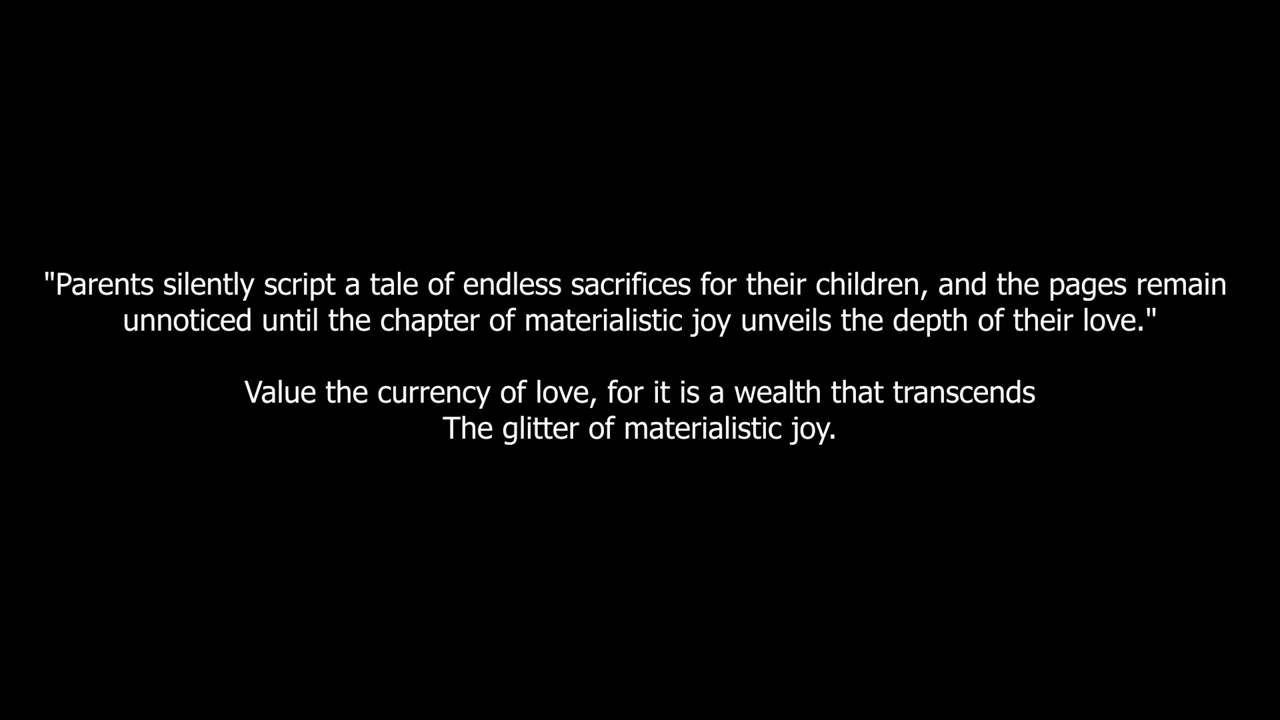 "Parents silently script a tale of endless sacrifices for their children, and the pages remain
unnoticed until the chapter of materialistic joy unveils the depth of their love."
Value the currency of love, for it is a wealth that transcends
The glitter of materialistic joy.